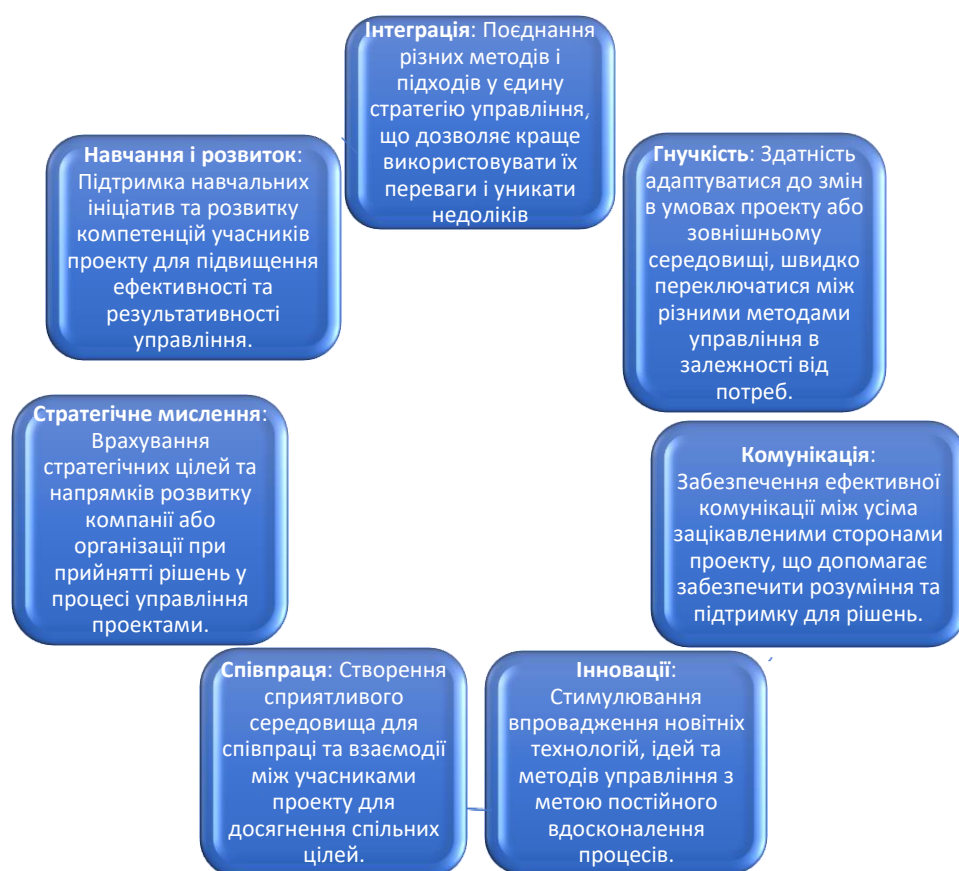 Інтеграція: Поєднання
різних методів і
підходів у єдину
стратегію управління,
що дозволяє краще
використовувати їх
переваги і уникати
недоліків
Гнучкість: Здатність
адаптуватися до змін
в умовах проекту або
зовнішньому
середовищі, швидко
переключатися між
різними методами
управління в
залежності від
потреб.
Комунікація:
Забезпечення ефективної
комунікації між усіма
зацікавленими сторонами
проекту, що допомагає
забезпечити розуміння та
підтримку для рішень.
Інновації:
Стимулювання
впровадження новітніх
технологій, ідей та
методів управління з
метою постійного
вдосконалення
процесів.
Співпраця: Створення
сприятливого
середовища для
співпраці та взаємодії
між учасниками
проекту для
досягнення спільних
цілей.
Стратегічне мислення:
Врахування
стратегічних цілей та
напрямків розвитку
компанії або
організації при
прийнятті рішень у
процесі управління
проектами.
Навчання і розвиток:
Підтримка навчальних
ініціатив та розвитку
компетенцій учасників
проекту для підвищення
ефективності та
результативності
управління.